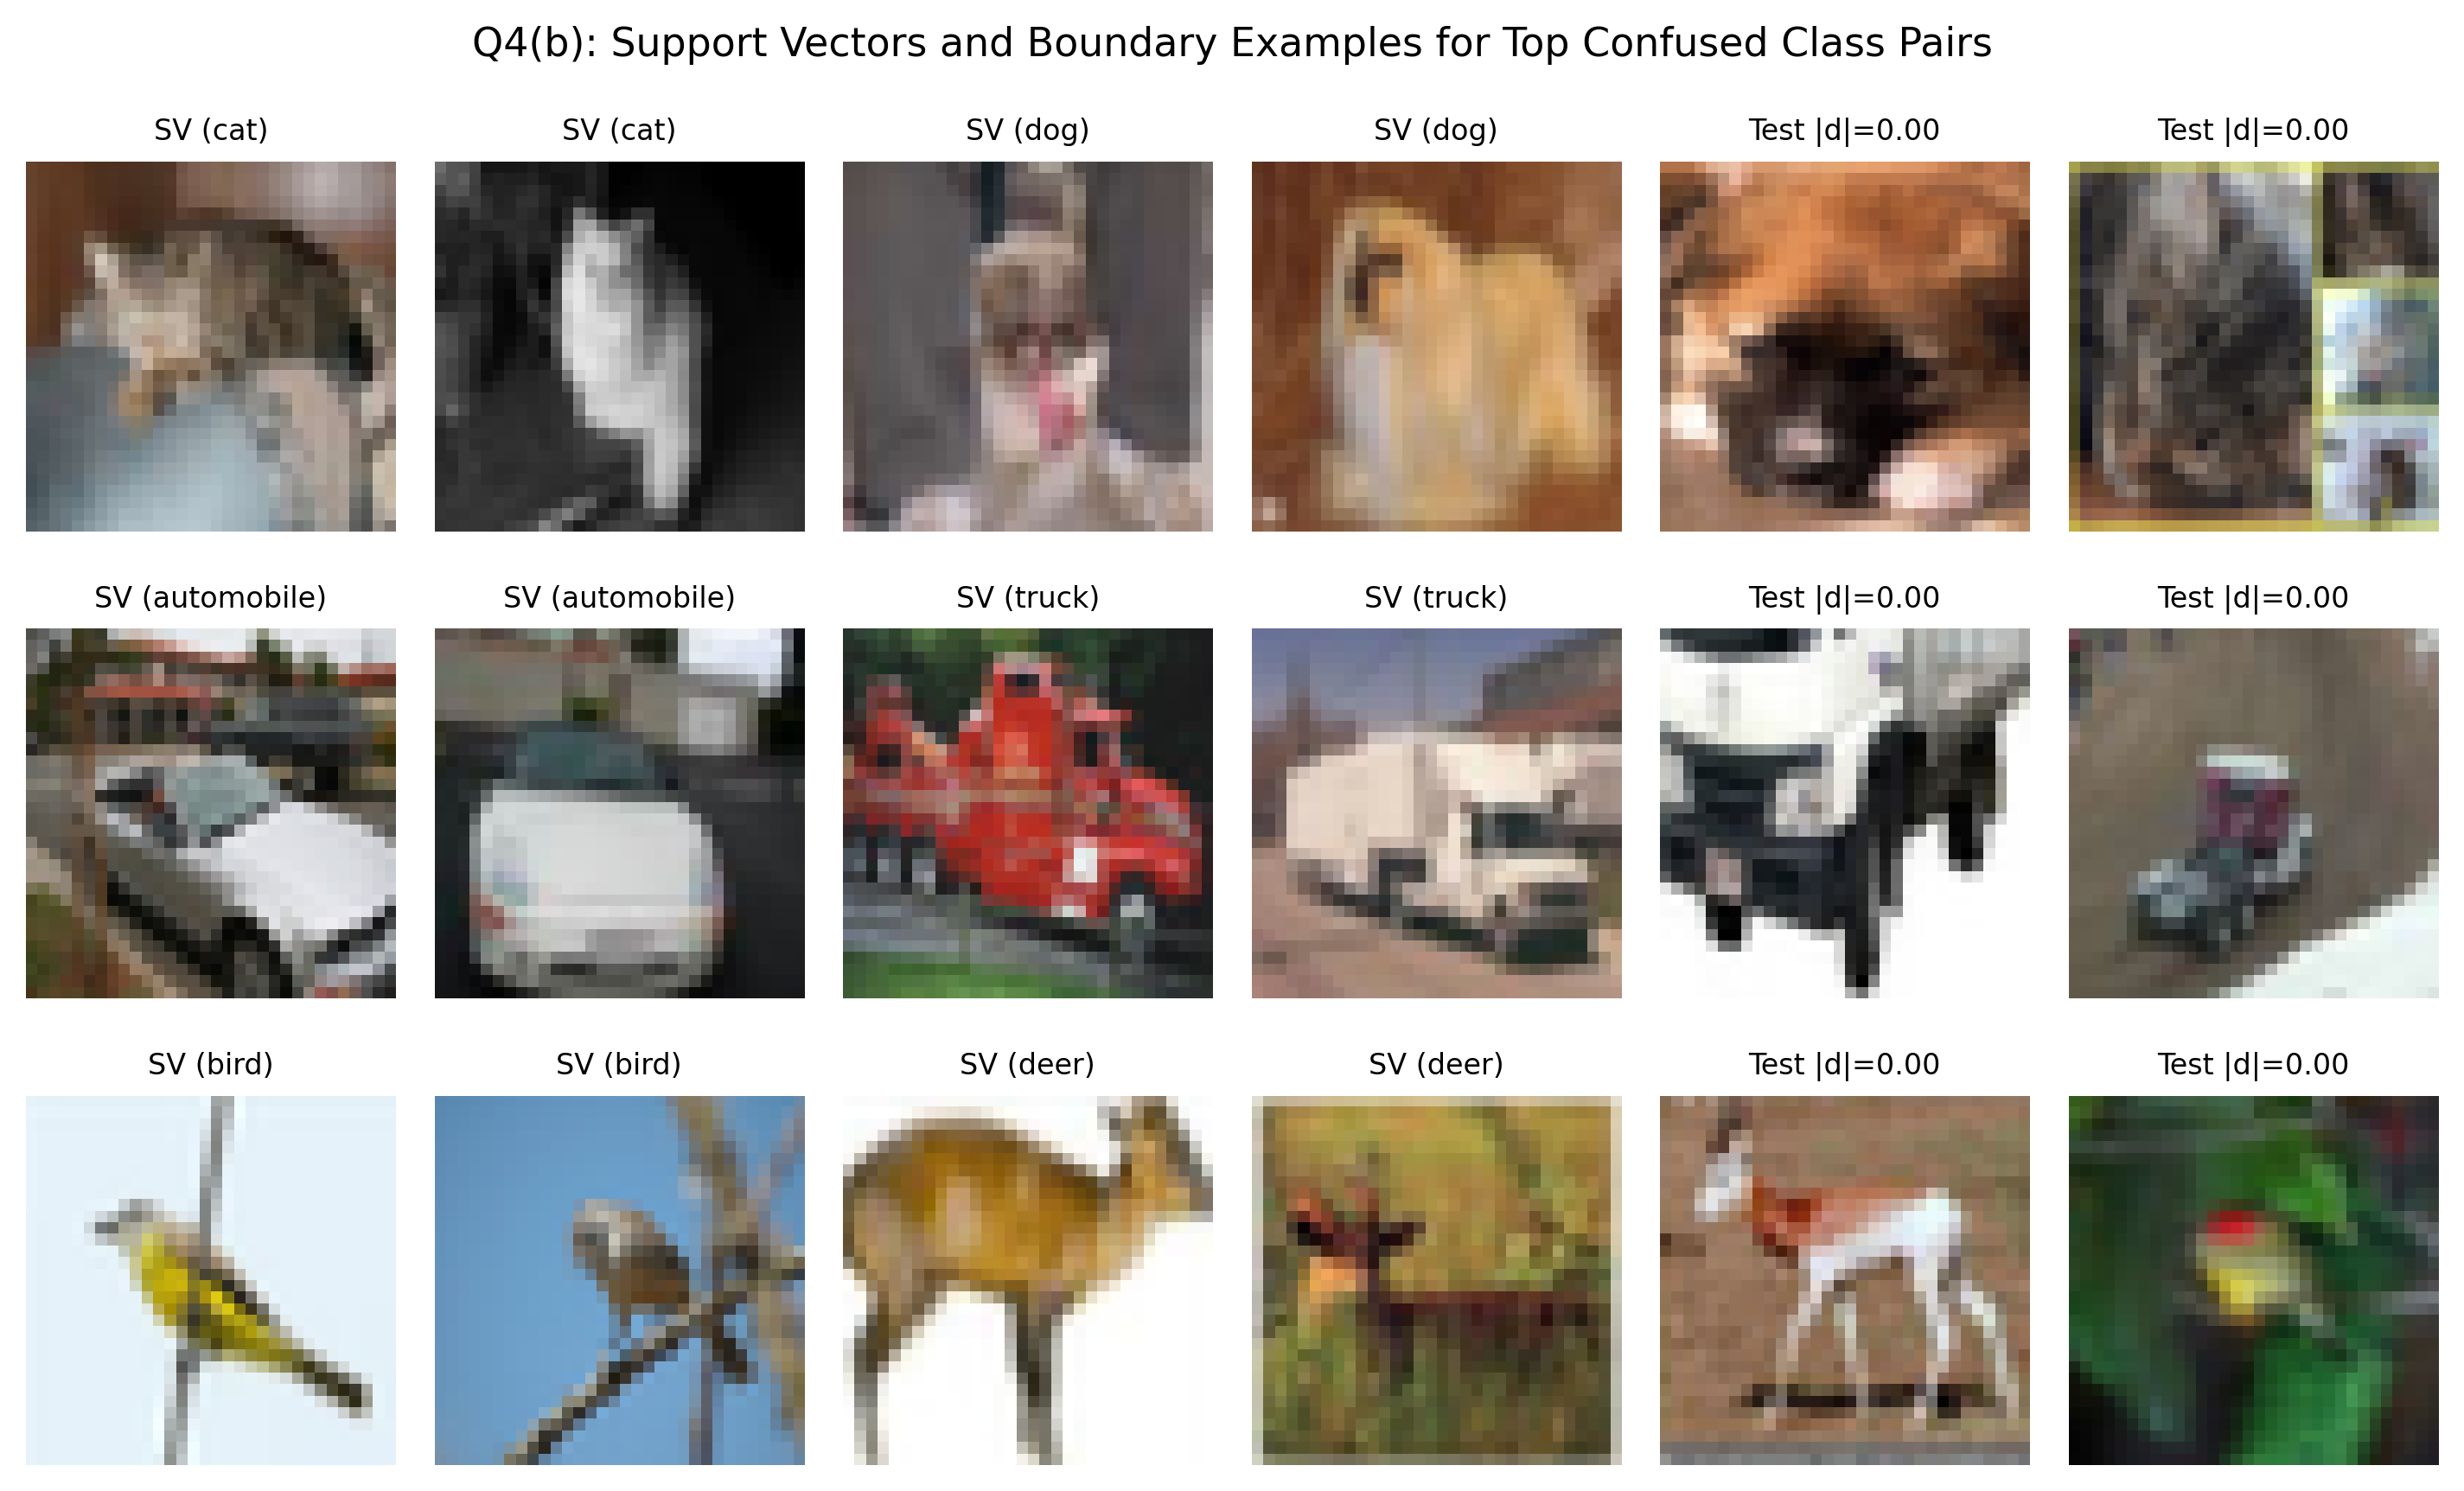 Q4(b): Support Vectors and Boundary Examples for Top Confused Class Pairs
SV (cat) SV (cat) SV (dog) SV (dog) Test |d|=0.00 Test |d|=0.00
SV (automobile) SV (automobile) SV (truck) SV (truck) Test |d|=0.00 Test |d|=0.00
SV (bird) SV (bird) SV (deer) SV (deer) Test |d|=0.00 Test |d|=0.00